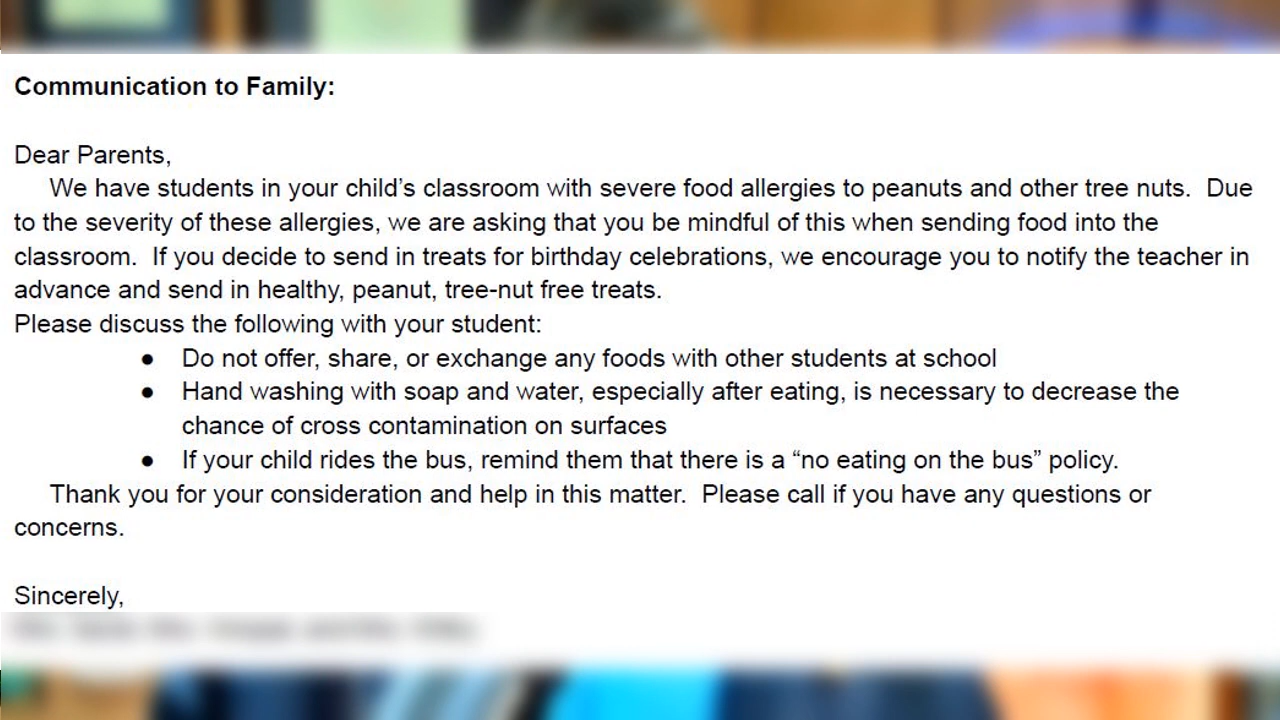 Communication to Family:
Dear Parents,
We have students in your child’s classroom with severe food allergies to peanuts and other tree nuts.  Due
to the severity of these allergies, we are asking that you be mindful of this when sending food into the
classroom.  If you decide to send in treats for birthday celebrations, we encourage you to notify the teacher in
advance and send in healthy, peanut, tree-nut free treats.
Please discuss the following with your student:
● Do not offer, share, or exchange any foods with other students at school
● Hand washing with soap and water, especially after eating, is necessary to decrease the
chance of cross contamination on surfaces
● If your child rides the bus, remind them that there is a “no eating on the bus” policy.
Thank you for your consideration and help in this matter.  Please call if you have any questions or
concerns.
Sincerely,